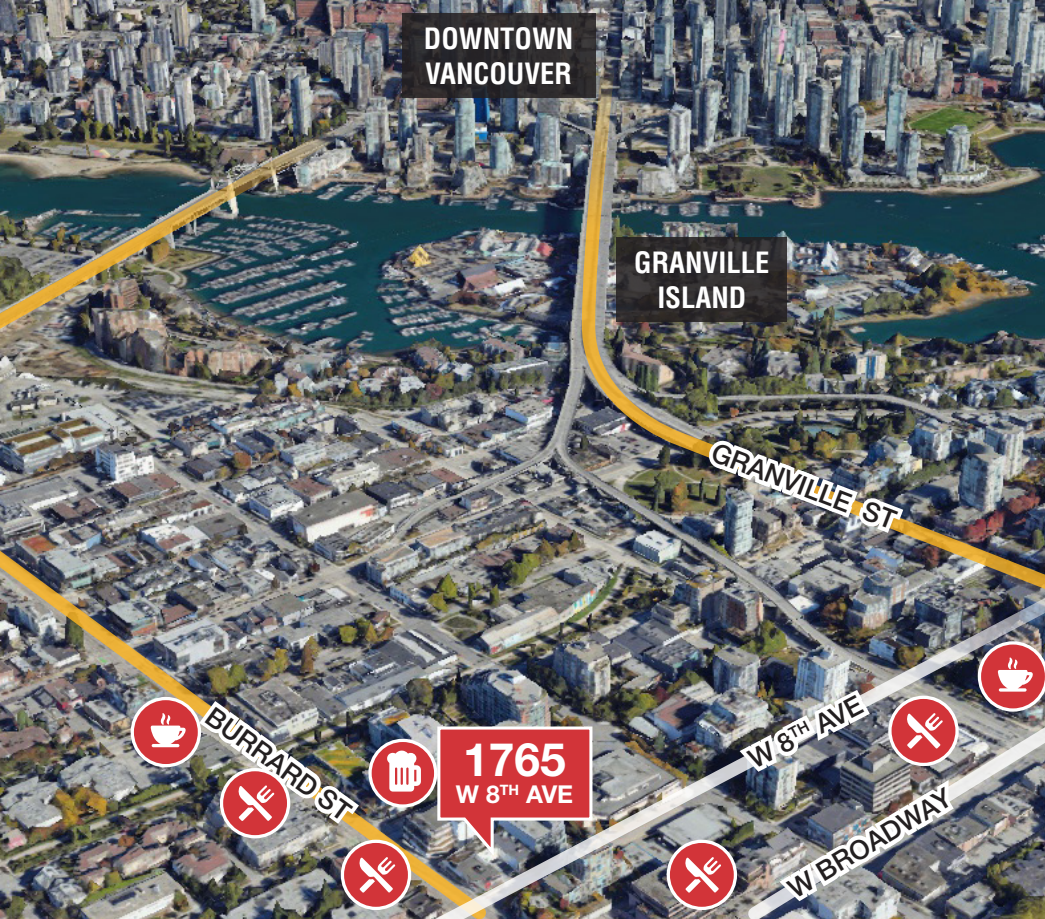 DOWNTOWN
VANCOUVER
GRANVILLE
ISLAND
GRANVILLE ST
BURRARD ST
1765
W 8TH AVE
W 8TH AVE
W BROADWAY